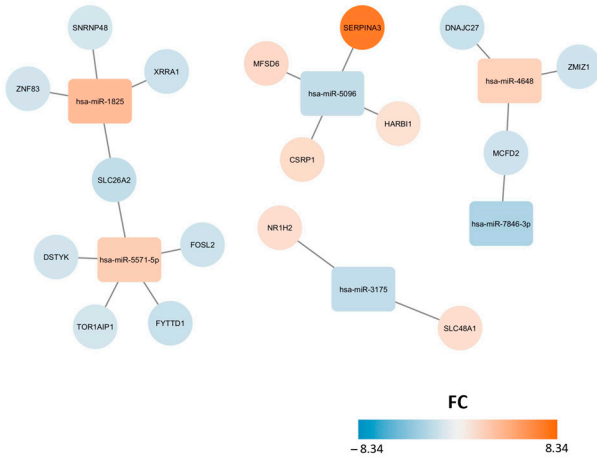 SNRNP48
ZNF83
XRRA1
hsa-miR-1825
SLC26A2
hsa-miR-5571-5p
FOSL2
DSTYK
TOR1AIP1
FYTTD1
SERPINA3
MFSD6
hsa-miR-5096
HARBI1
CSRP1
NR1H2
hsa-miR-3175
SLC48A1
DNAJC27
hsa-miR-4648
ZMIZ1
MCFD2
hsa-miR-7846-3p
FC
−8.34 8.34